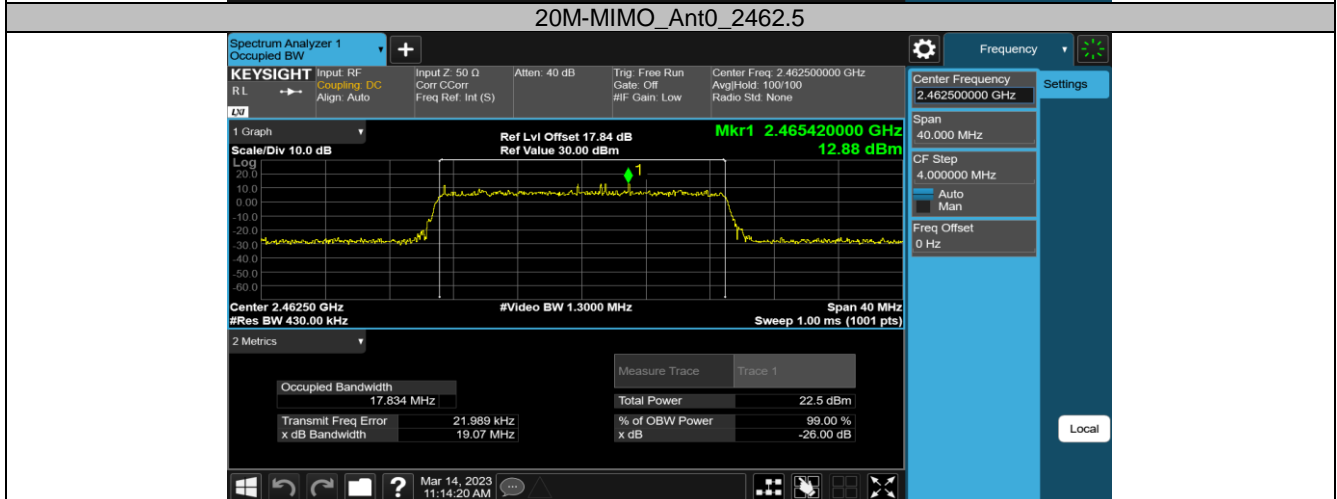 20M-MIMO_Ant0_2462.5
Spectrum Analyzer 1
Occupied BW
Frequency
KEYSIGHT
RL
LXI
Input: RF
Coupling: DC
Align: Auto
Input Z: 50 Ω
Corr CCorr
Freq Ref: Int (S)
Atten: 40 dB
Trig: Free Run
Gate: Off
#IF Gain: Low
Center Freq: 2.462500000 GHz
Avg|Hold: 100/100
Radio Std: None
Center Frequency
2.462500000 GHz
Settings
Span
40.000 MHz
CF Step
4.000000 MHz
Auto
Man
Freq Offset
0 Hz
Local
1 Graph
Scale/Div 10.0 dB
Ref Lvl Offset 17.84 dB
Ref Value 30.00 dBm
Mkr1 2.465420000 GHz
12.88 dBm
Log
20.0
10.0
0.00
-10.0
-20.0
-30.0
-40.0
-50.0
-60.0
1
Center 2.46250 GHz
#Video BW 1.3000 MHz
Span 40 MHz
#Res BW 430.00 kHz
Sweep 1.00 ms (1001 pts)
2 Metrics
Measure Trace Trace 1
Occupied Bandwidth
17.834 MHz
Total Power 22.5 dBm
Transmit Freq Error 21.989 kHz
% of OBW Power 99.00 %
x dB Bandwidth 19.07 MHz
x dB -26.00 dB
Mar 14, 2023
11:14:20 AM